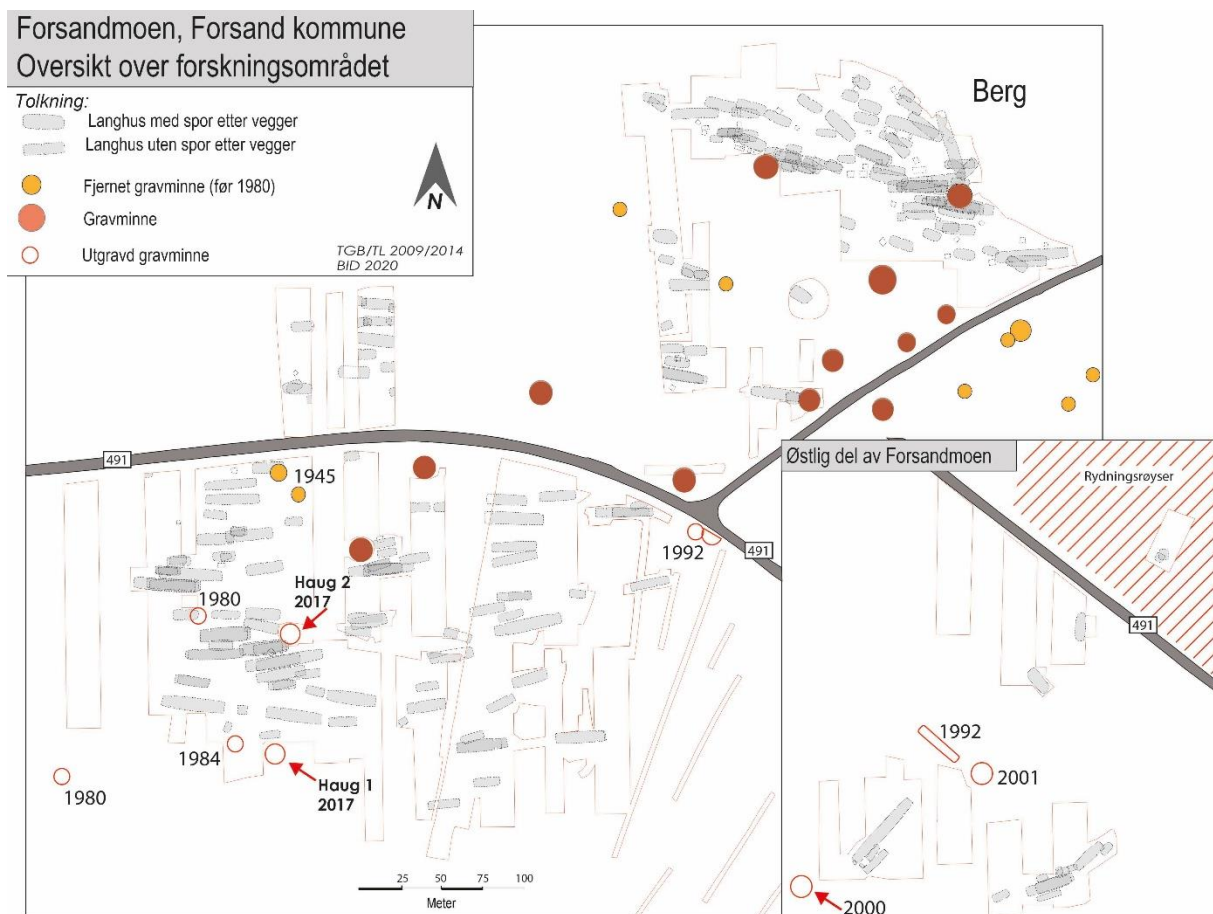 Forsandmoen, Forsand kommune
Oversikt over forskningsområdet
Tolkning:
Langhus med spor etter vegger
Langhus uten spor etter vegger
Fjernet gravminne (før 1980)
Gravminne
Utgravd gravminne
N
TGB/TL 2009/2014
BID 2020
Berg
491
1945
1992
491
Haug 2
2017
1980
1984
Haug 1
2017
1980
25 50 75 100
Meter
Østlig del av Forsandmoen
Rydningsrøyser
491
1992
2001
2000